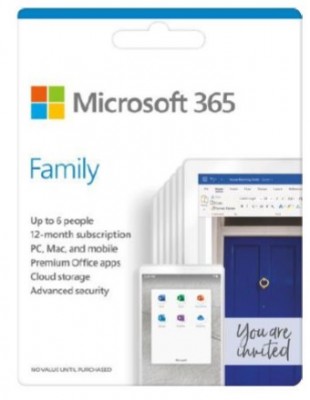 Microsoft 365
Family
Up to 6 people
12-month subscription
PC, Mac, and mobile
Premium Office apps
Cloud storage
Advanced security
You are
invited
NO VALUE UNTIL PURCHASED